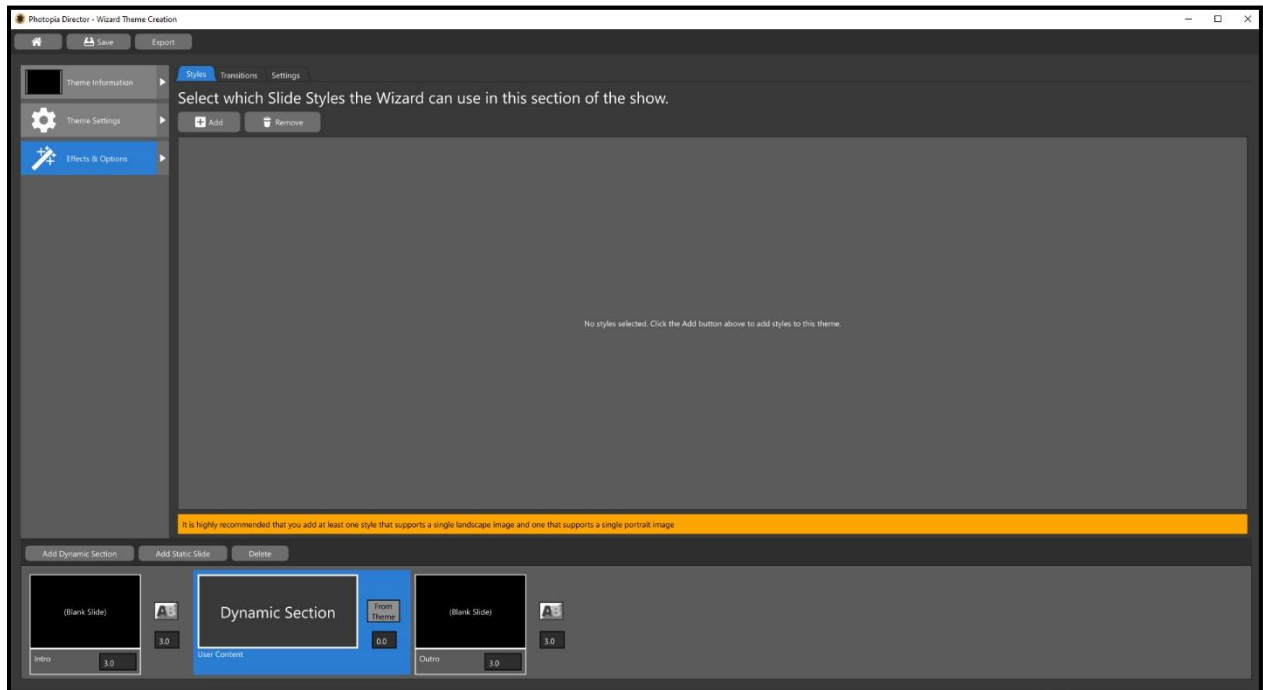 Photopia Director - Wizard Theme Creation
Save
Export
Theme Information
Theme Settings
Effects & Options
Styles Transitions Settings
Select which Slide Styles the Wizard can use in this section of the show.
Add
Remove
No styles selected. Click the Add button above to add styles to this theme.
It is highly recommended that you add at least one style that supports a single landscape image and one that supports a single portrait image
Add Dynamic Section
Add Static Slide
Delete
(Blank Slide)
AB
3.0
Intro
3.0
Dynamic Section
From
Theme
0.0
User Content
(Blank Slide)
AB
3.0
Outro
3.0